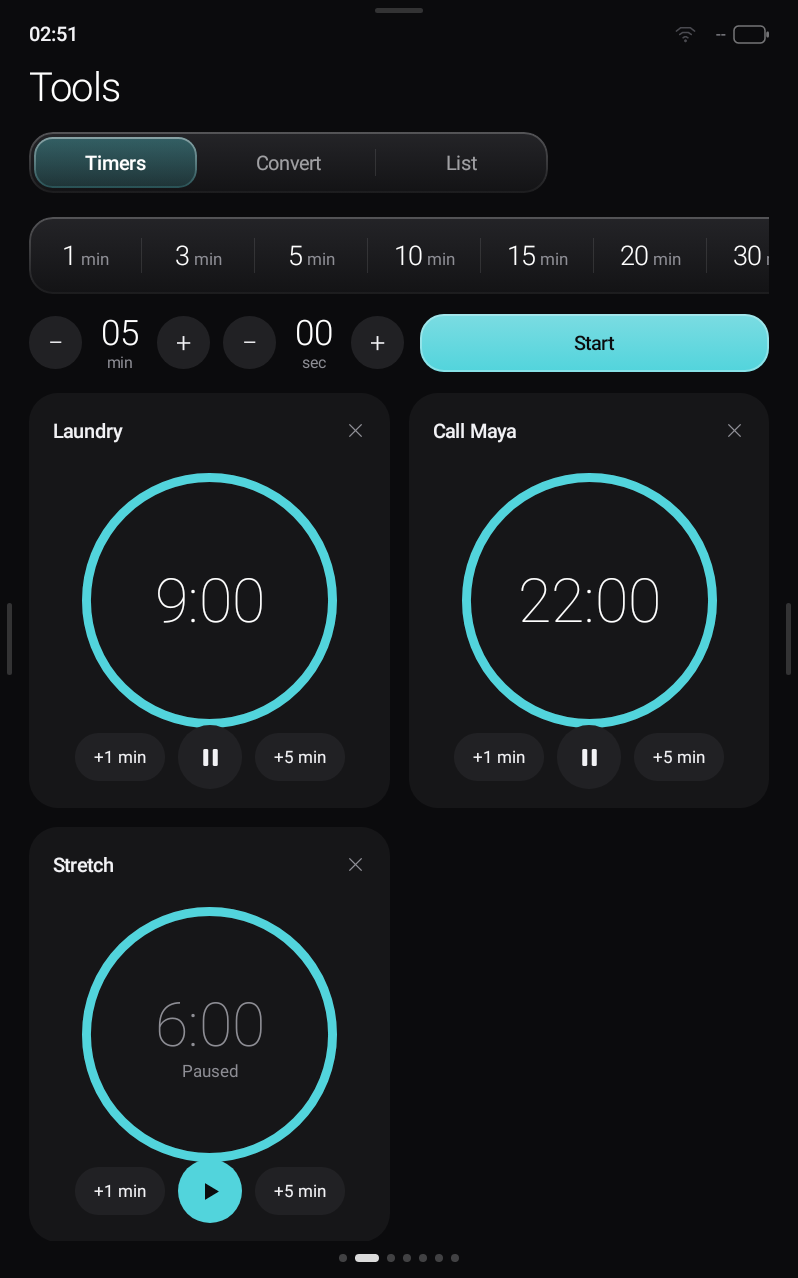 02:51
--
Tools
Timers Convert List
1 min 3 min 5 min 10 min 15 min 20 min 30
− 05 min + − 00 sec + Start
Laundry
9:00
+1 min +5 min
Call Maya
22:00
+1 min +5 min
Stretch
6:00
Paused
+1 min +5 min